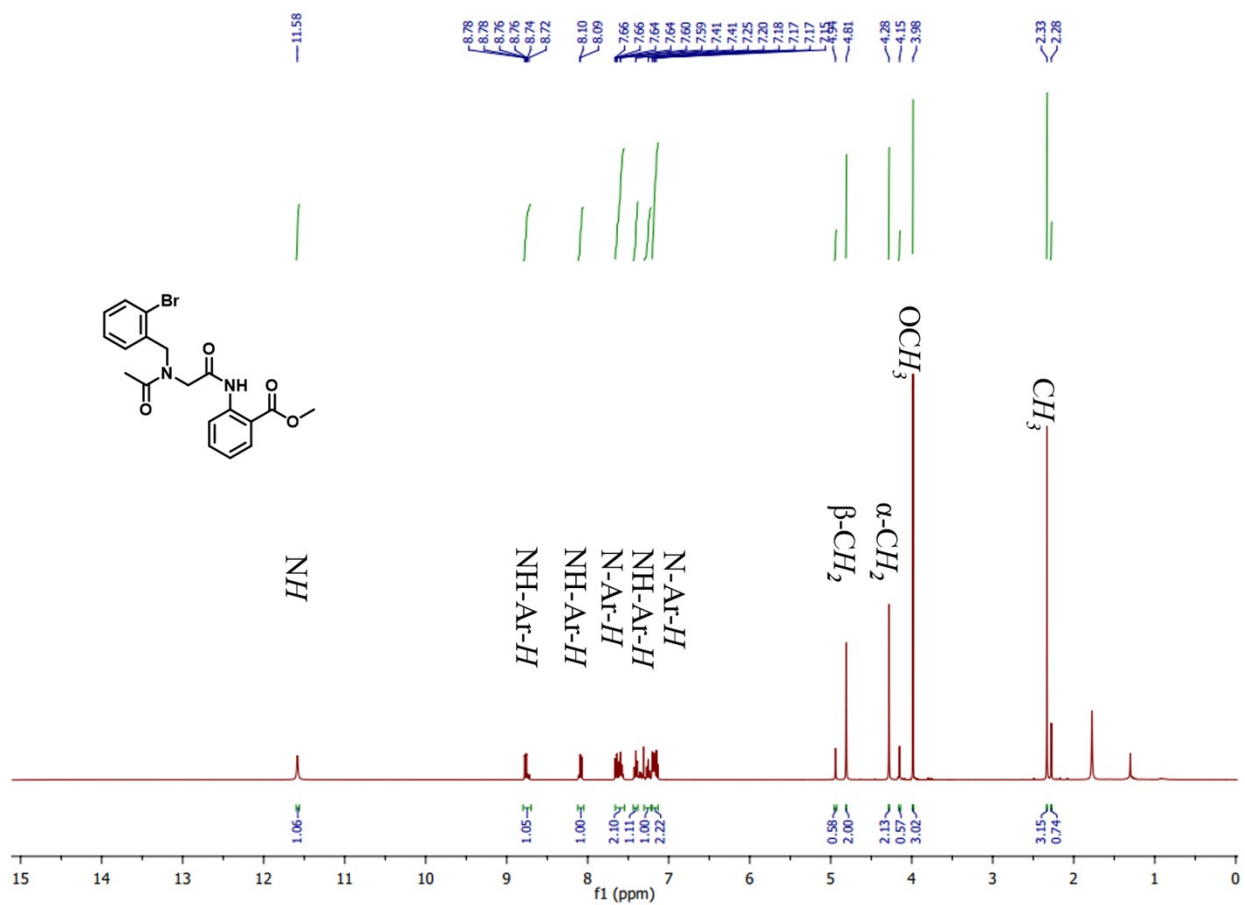 11.58
8.78
8.78
8.76
8.76
8.74
8.72
8.10
8.09
7.66
7.66
7.64
7.64
7.60
7.59
7.41
7.41
7.25
7.20
7.18
7.17
7.17
7.15
4.94
4.81
4.28
4.15
3.98
2.33
2.28
Br
O
N
NH
O
O
O
OCH3
CH3
β-CH2
α-CH2
NH
NH-Ar-H
NH-Ar-H
N-Ar-H
NH-Ar-H
N-Ar-H
1.06
1.05
1.00
2.10
1.11
1.00
2.22
0.58
2.00
2.13
0.57
3.02
3.15
0.74
15 14 13 12 11 10 9 8 7 6 5 4 3 2 1 0
f1 (ppm)